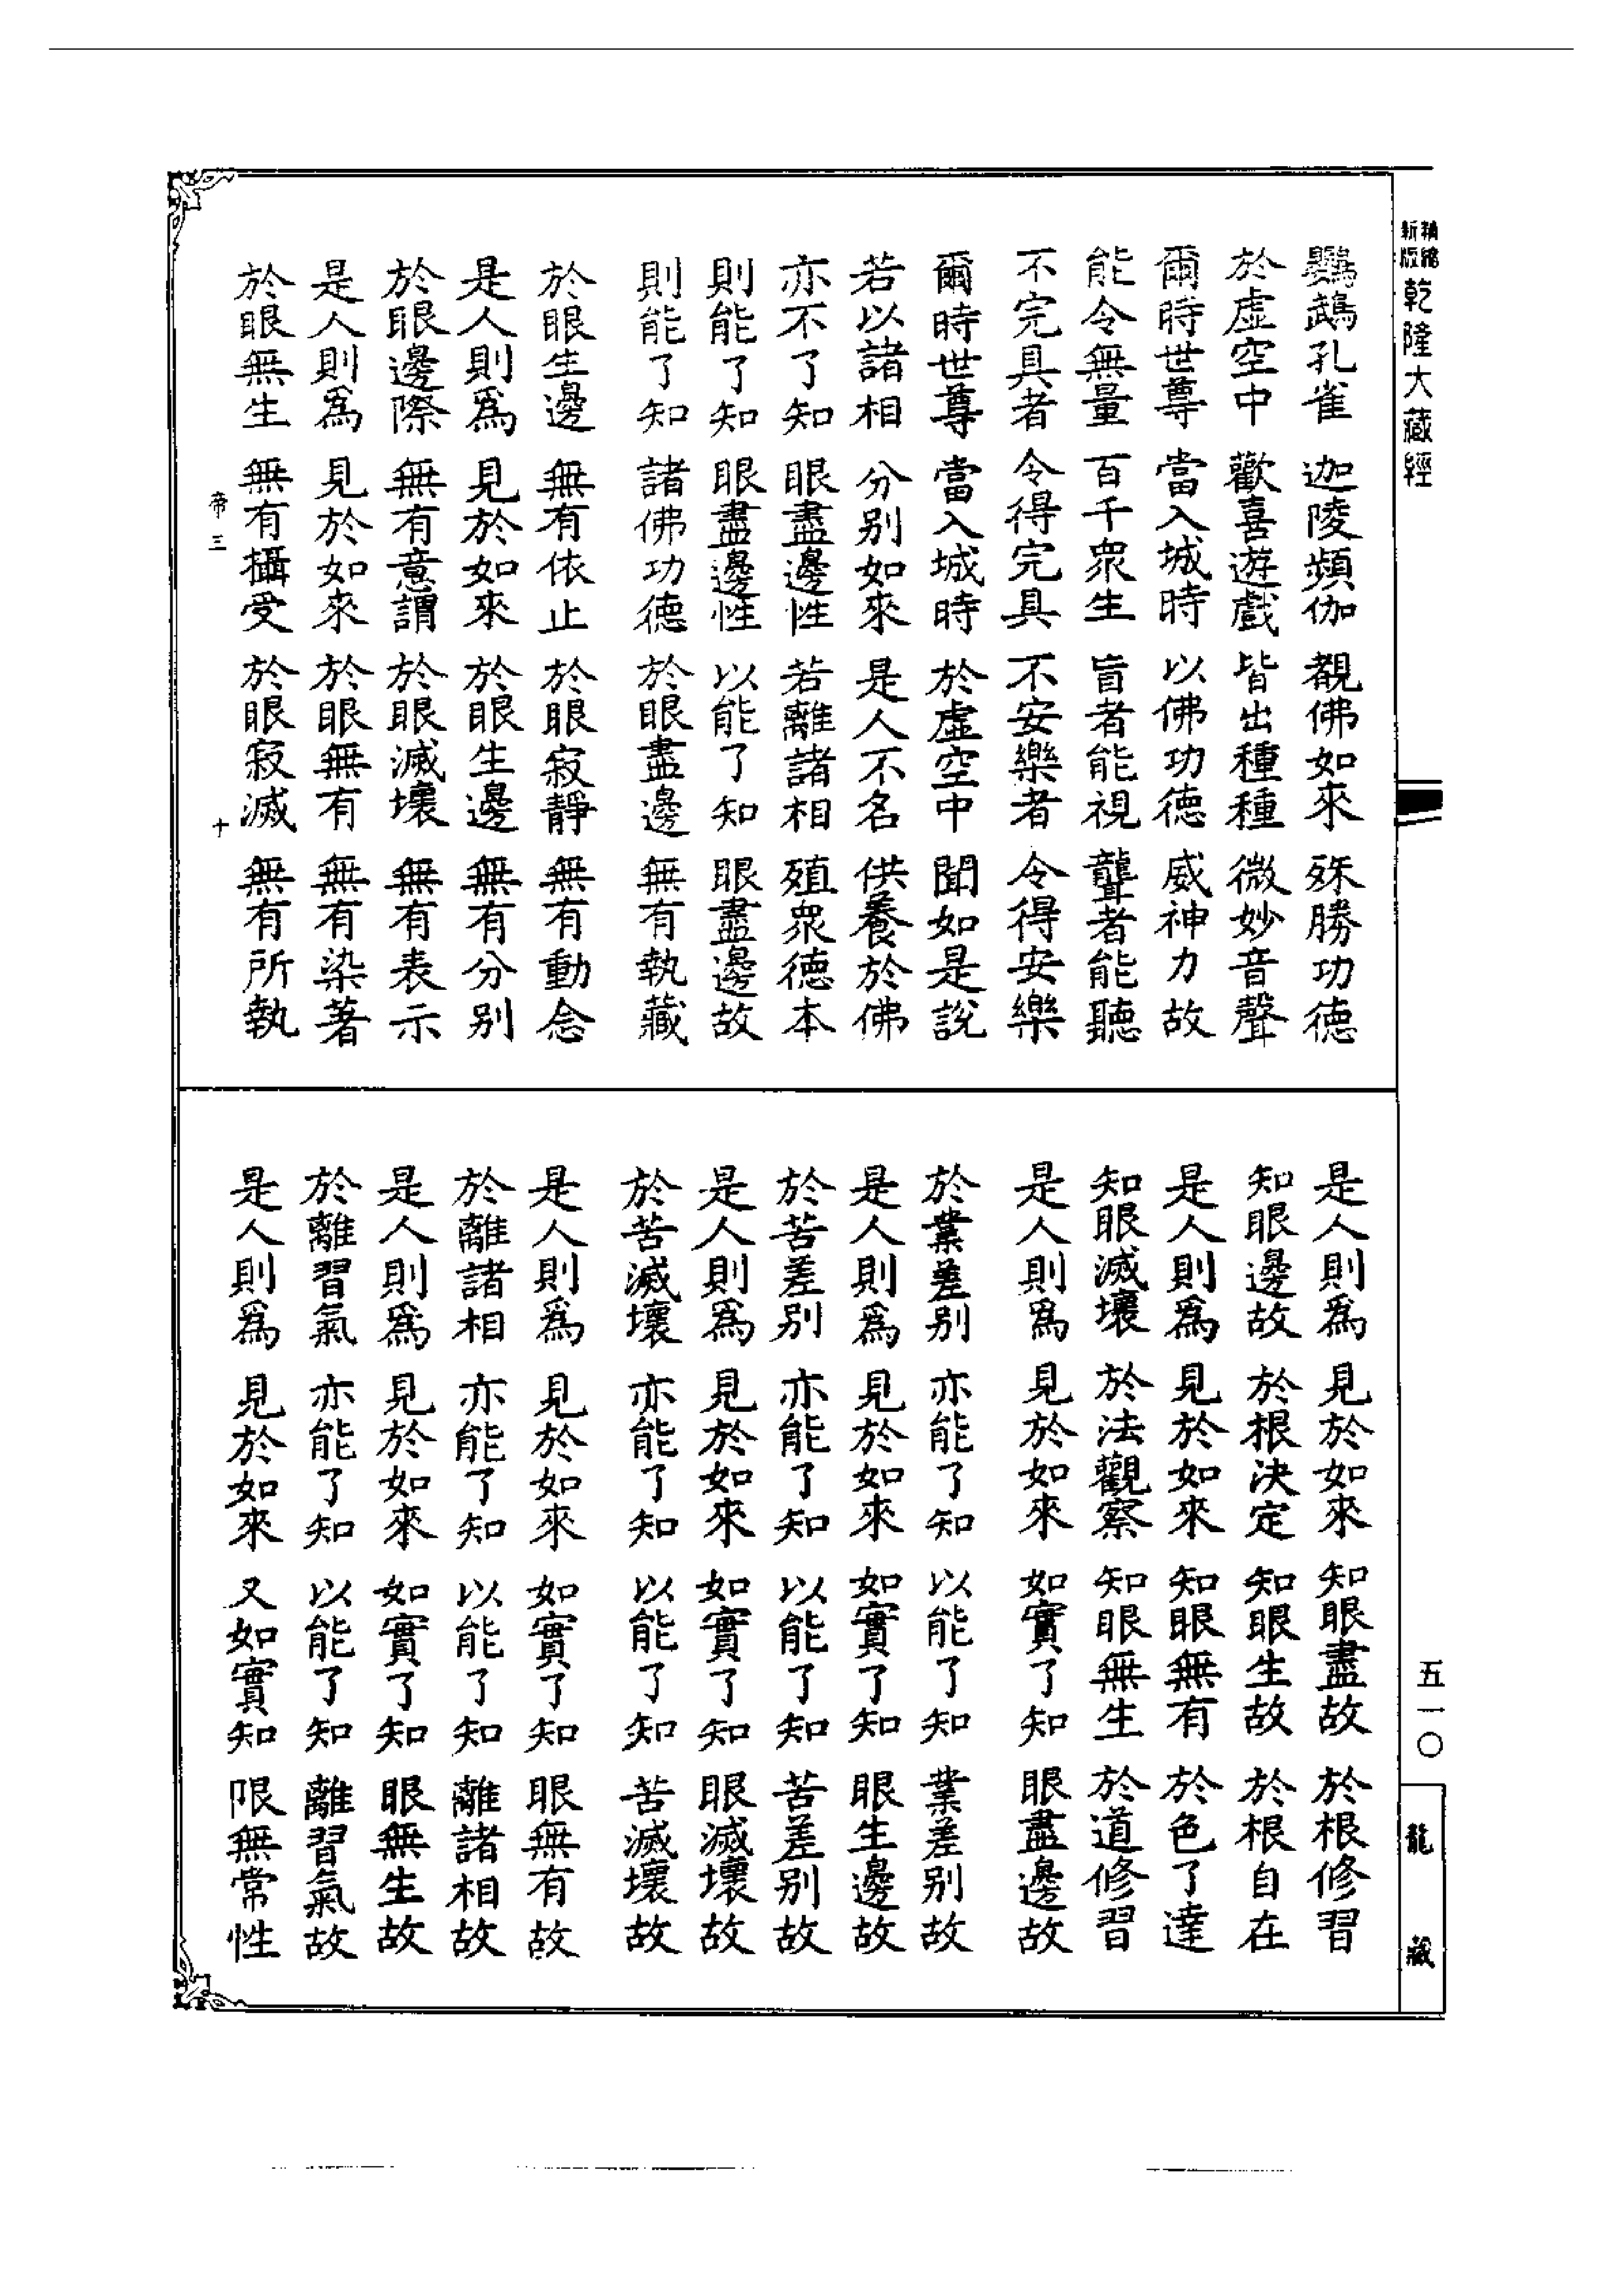 新版精縮乾隆大藏經
鸚鵡孔雀 迦陵頻伽 覩佛如來 殊勝功德
於虛空中 歡喜遊戲 皆出種種 微妙音聲
爾時世尊 當入城時 以佛功德 威神力故
能令無量 百千衆生 盲者能視 聾者能聽
不完具者 令得完具 不安樂者 令得安樂
爾時世尊 當入城時 於虛空中 聞如是說
若以諸相 分别如來 是人不名 供養於佛
亦不了知 眼盡邊性 若離諸相 殖衆德本
則能了知 眼盡邊性 以能了知 眼盡邊故
則能了知 諸佛功德 於眼盡邊 無有執藏
於眼生邊 無有依止 於眼寂靜 無有動念
是人則爲 見於如來 於眼生邊 無有分别
於眼邊際 無有意謂 於眼滅壞 無有表示
是人則爲 見於如來 於眼無有 無有染著
於眼無生 無有攝受 於眼寂滅 無有所執
帝三 十
是人則爲 見於如來 知眼盡故 於根修習
知眼邊故 於根決定 知眼生故 於根自在
是人則爲 見於如來 知眼無有 於色了達
知眼滅壞 於法觀察 知眼無生 於道修習
是人則爲 見於如來 如實了知 眼盡邊故
於業差别 亦能了知 以能了知 業差别故
是人則爲 見於如來 如實了知 眼生邊故
於苦差别 亦能了知 以能了知 苦差别故
是人則爲 見於如來 如實了知 眼滅壞故
於苦滅壞 亦能了知 以能了知 苦滅壞故
是人則爲 見於如來 如實了知 眼無有故
於離諸相 亦能了知 以能了知 離諸相故
是人則爲 見於如來 如實了知 眼無生故
於離習氣 亦能了知 以能了知 離習氣故
是人則爲 見於如來 又如實知 眼無常性
五一〇
龍藏